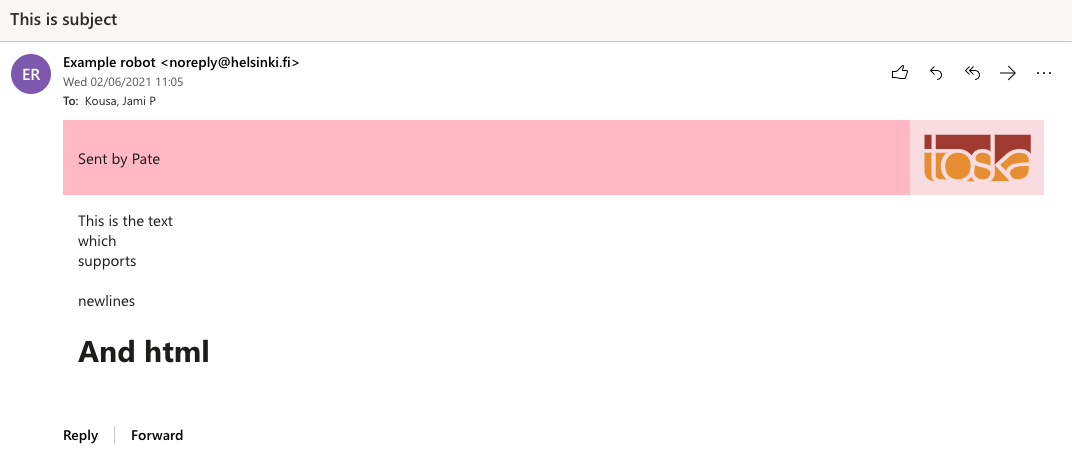 This is subject
ER
Example robot <noreply@helsinki.fi>
Wed 02/06/2021 11:05
To: Kousa, Jami P
Sent by Pate
toska
This is the text
which
supports
newlines
And html
Reply
Forward